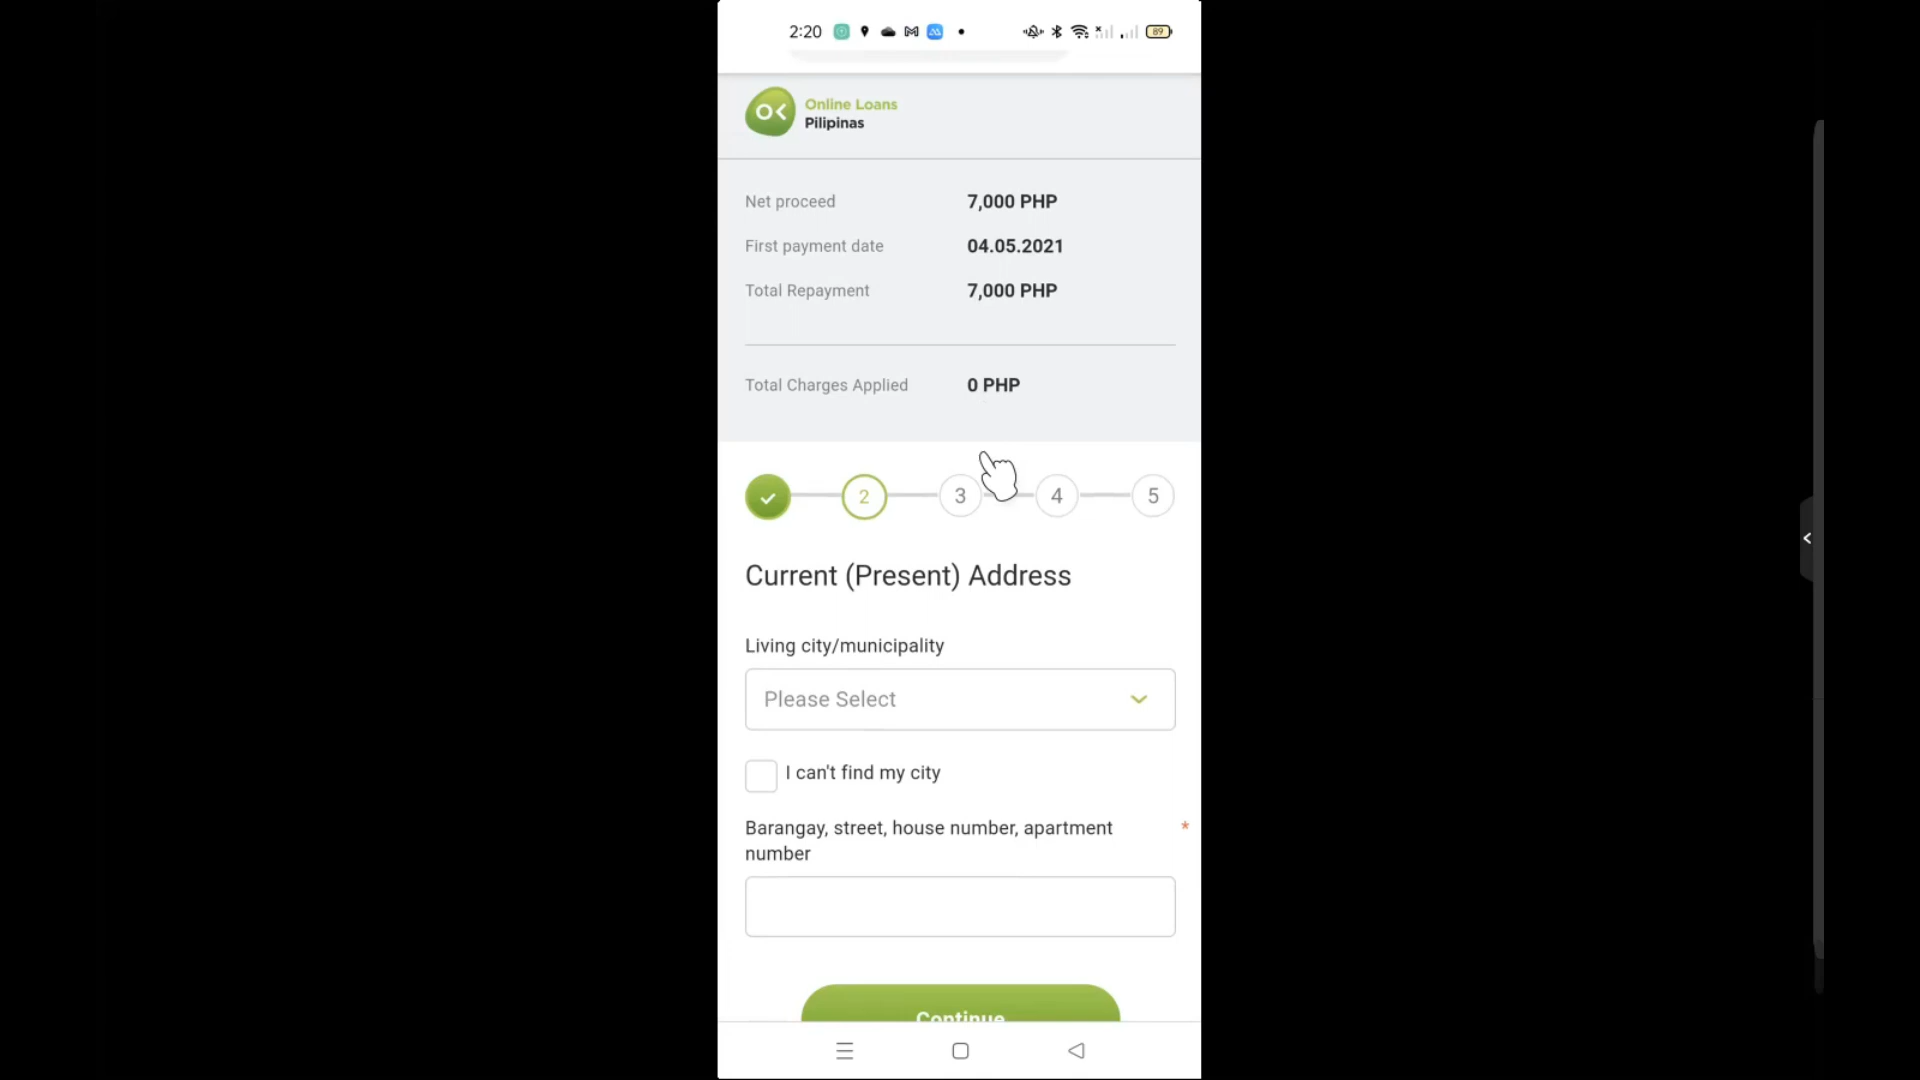 2:20
89
OK Online Loans
Pilipinas
Net proceed 7,000 PHP
First payment date 04.05.2021
Total Repayment 7,000 PHP
Total Charges Applied 0 PHP
2 3 4 5
Current (Present) Address
Living city/municipality
Please Select
I can't find my city
Barangay, street, house number, apartment *
number
Continue